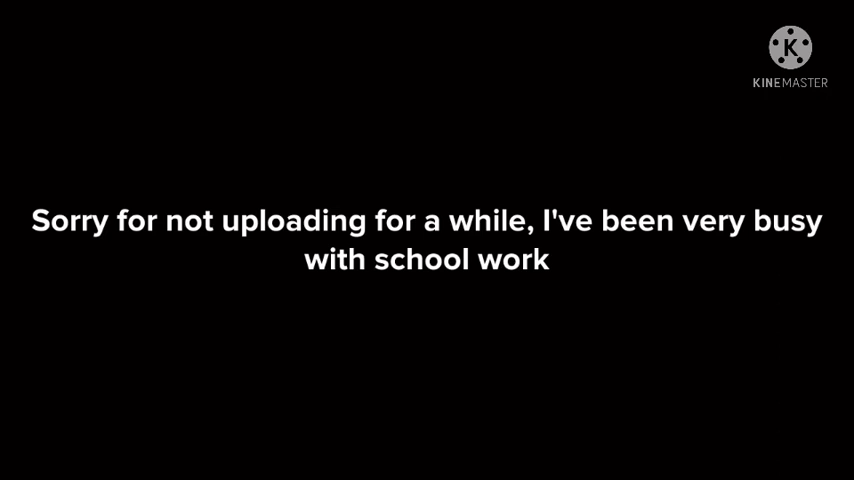 K
KINEMASTER
Sorry for not uploading for a while, I've been very busy
with school work